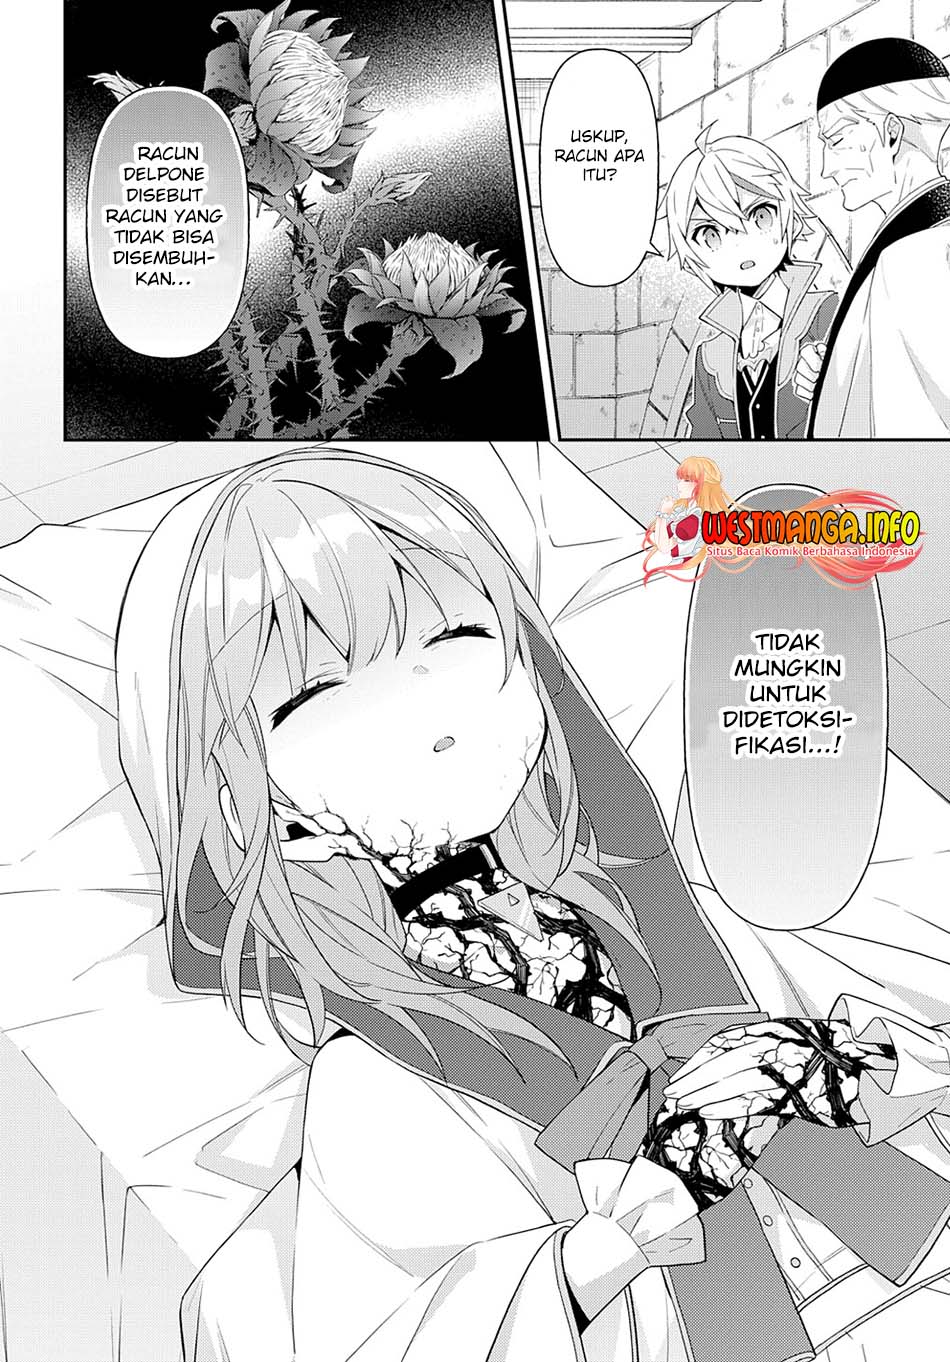 USKUP,
RACUN APA
ITU?
RACUN
DELPONE
DISEBUT
RACUN YANG
TIDAK BISA
DISEMBUH-
KAN...
WESTMANGA.INFO
Situs Baca Komik Berbahasa Indonesia
TIDAK
MUNGKIN
UNTUK
DIDETOKSI-
FIKASI...!